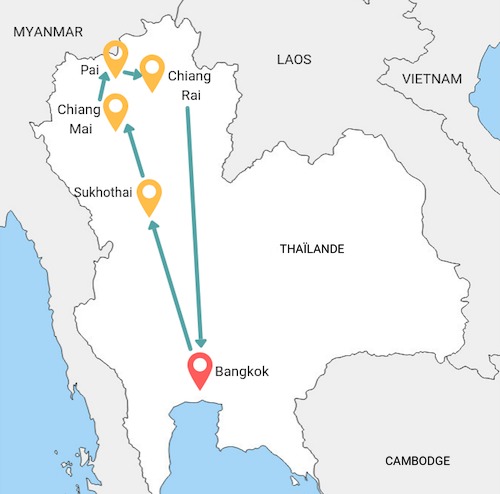 MYANMAR
LAOS
VIETNAM
Pai
Chiang
Rai
Chiang
Mai
Sukhothai
THAÏLANDE
Bangkok
CAMBODGE